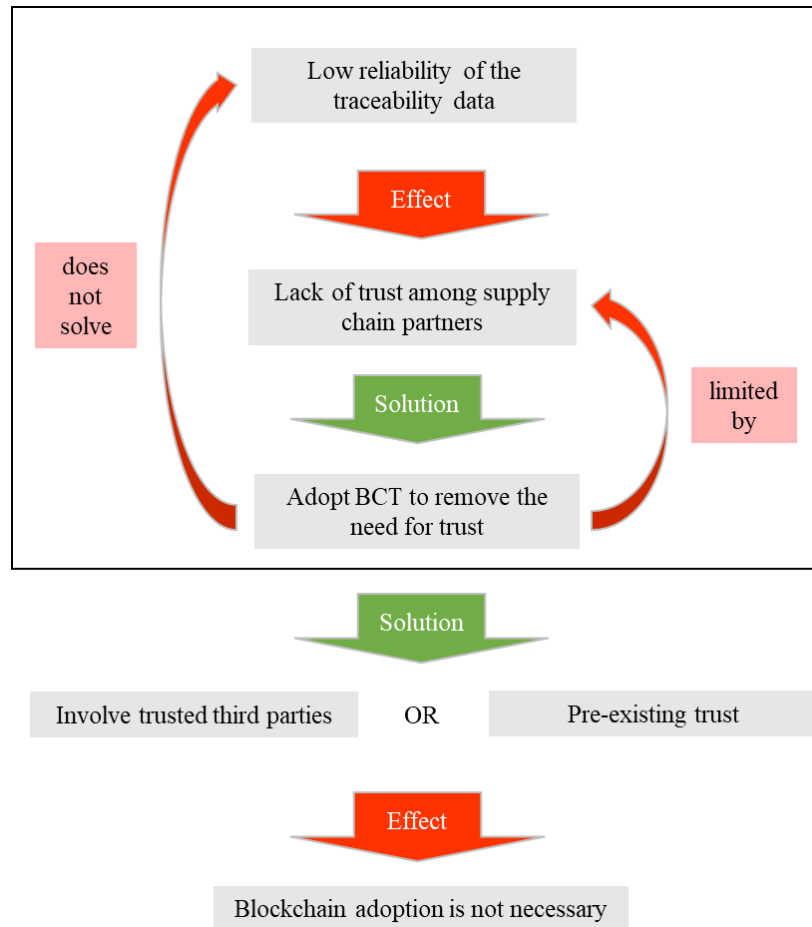 Low reliability of the
traceability data
Effect
does
not
solve
Lack of trust among supply
chain partners
Solution
limited
by
Adopt BCT to remove the
need for trust
Solution
Involve trusted third parties
OR
Pre-existing trust
Effect
Blockchain adoption is not necessary